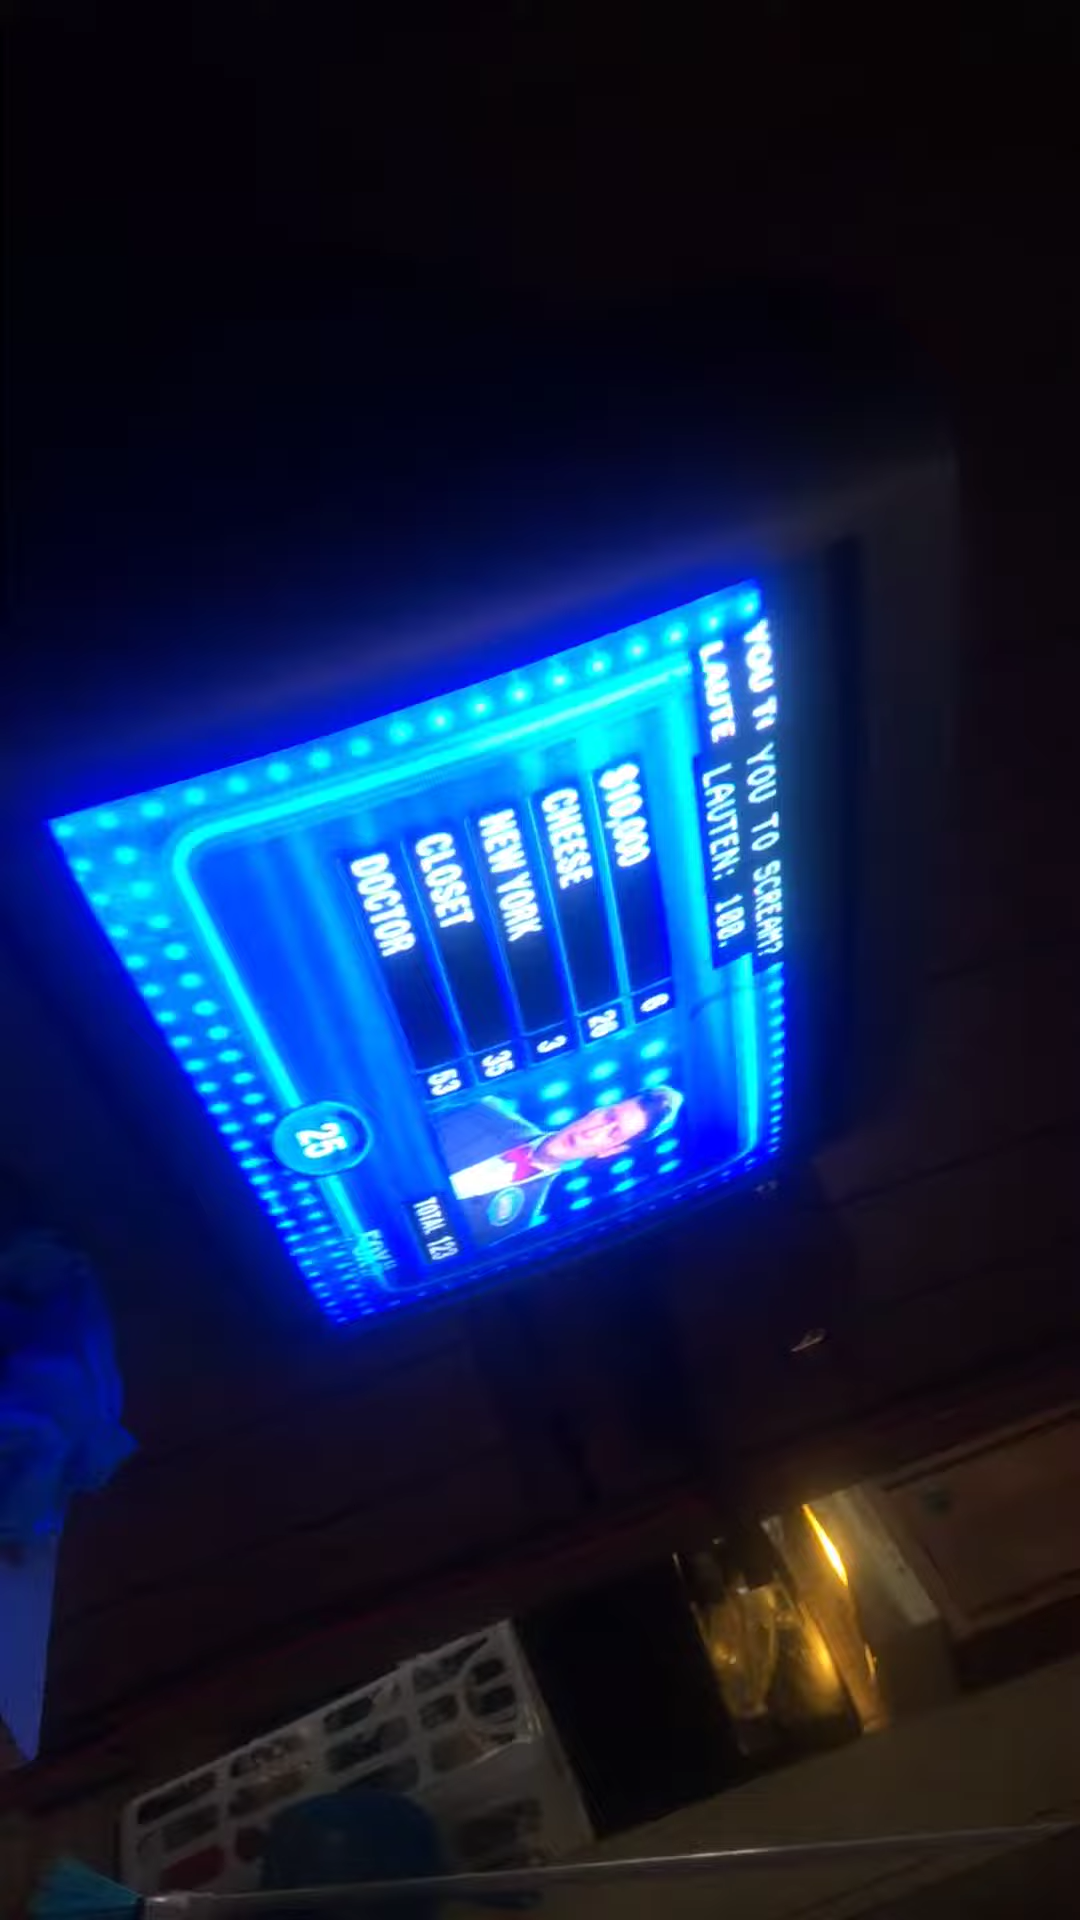 YOU TI YOU TO SCREAM?
LAUTE LAUTEN: 100.
$10,000 6
CHEESE 26
NEW YORK 3
CLOSET 35
DOCTOR 53
TOTAL 123
25